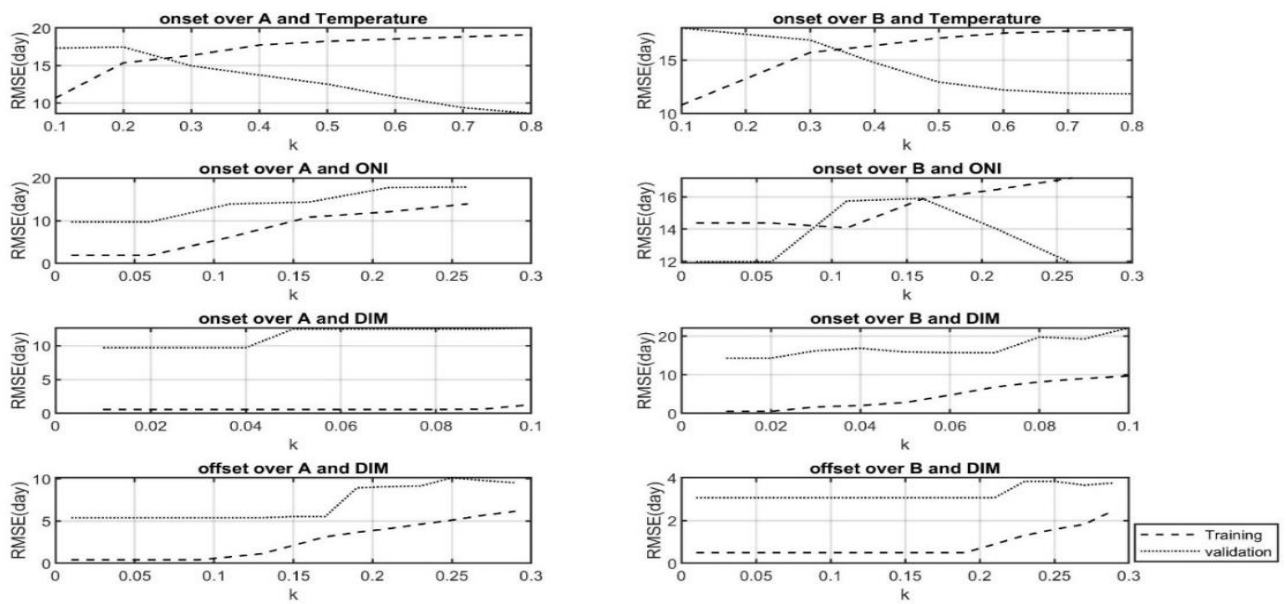 onset over A and Temperature
20
15
10
RMSE(day)
0.1 0.2 0.3 0.4 0.5 0.6 0.7 0.8
k
onset over B and Temperature
15
10
RMSE(day)
0.1 0.2 0.3 0.4 0.5 0.6 0.7 0.8
k
onset over A and ONI
20
10
0
RMSE(day)
0 0.05 0.1 0.15 0.2 0.25 0.3
k
onset over B and ONI
16
14
12
RMSE(day)
0 0.05 0.1 0.15 0.2 0.25 0.3
k
onset over A and DIM
10
5
0
RMSE(day)
0 0.02 0.04 0.06 0.08 0.1
k
onset over B and DIM
20
10
0
RMSE(day)
0 0.02 0.04 0.06 0.08 0.1
k
offset over A and DIM
10
5
0
RMSE(day)
0 0.05 0.1 0.15 0.2 0.25 0.3
k
offset over B and DIM
4
2
0
RMSE(day)
0 0.05 0.1 0.15 0.2 0.25 0.3
k
Training
validation